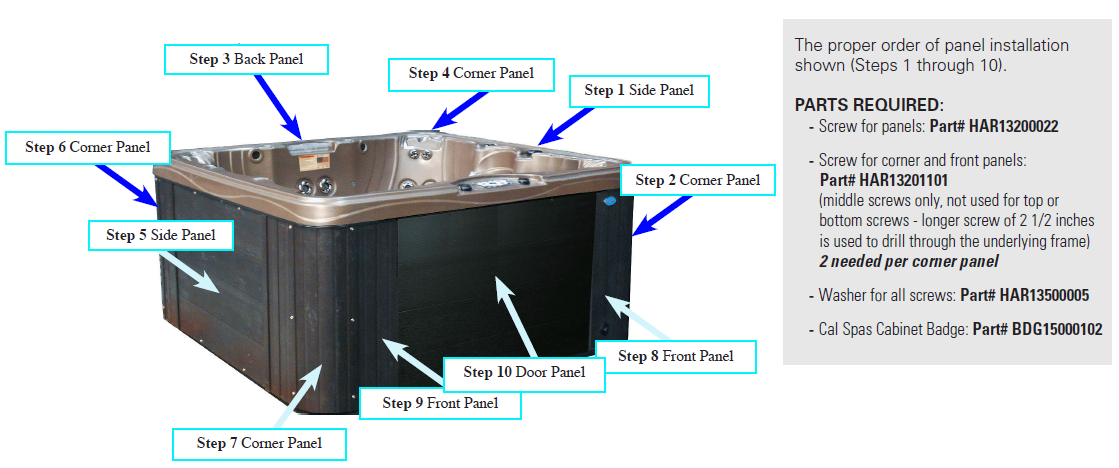 Step 3 Back Panel
Step 4 Corner Panel
Step 1 Side Panel
Step 6 Corner Panel
Step 2 Corner Panel
Step 5 Side Panel
Step 8 Front Panel
Step 10 Door Panel
Step 9 Front Panel
Step 7 Corner Panel
The proper order of panel installation
shown (Steps 1 through 10).
PARTS REQUIRED:
- Screw for panels: Part# HAR13200022
- Screw for corner and front panels:
Part# HAR13201101
(middle screws only, not used for top or
bottom screws - longer screw of 2 1/2 inches
is used to drill through the underlying frame)
2 needed per corner panel
- Washer for all screws: Part# HAR13500005
- Cal Spas Cabinet Badge: Part# BDG15000102